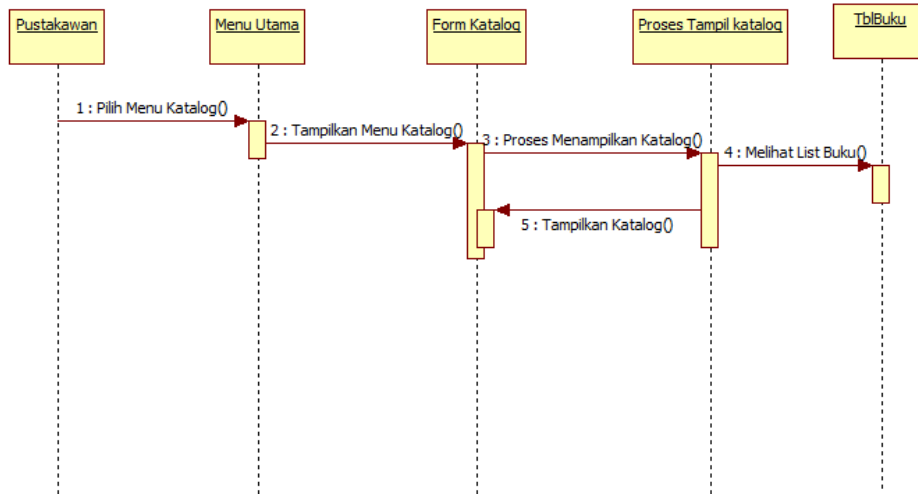 Pustakawan
Menu Utama
Form Katalog
Proses Tampil katalog
TblBuku
1 : Pilih Menu Katalog()
2 : Tampilkan Menu Katalog()
3 : Proses Menampilkan Katalog()
4 : Melihat List Buku()
5 : Tampilkan Katalog()